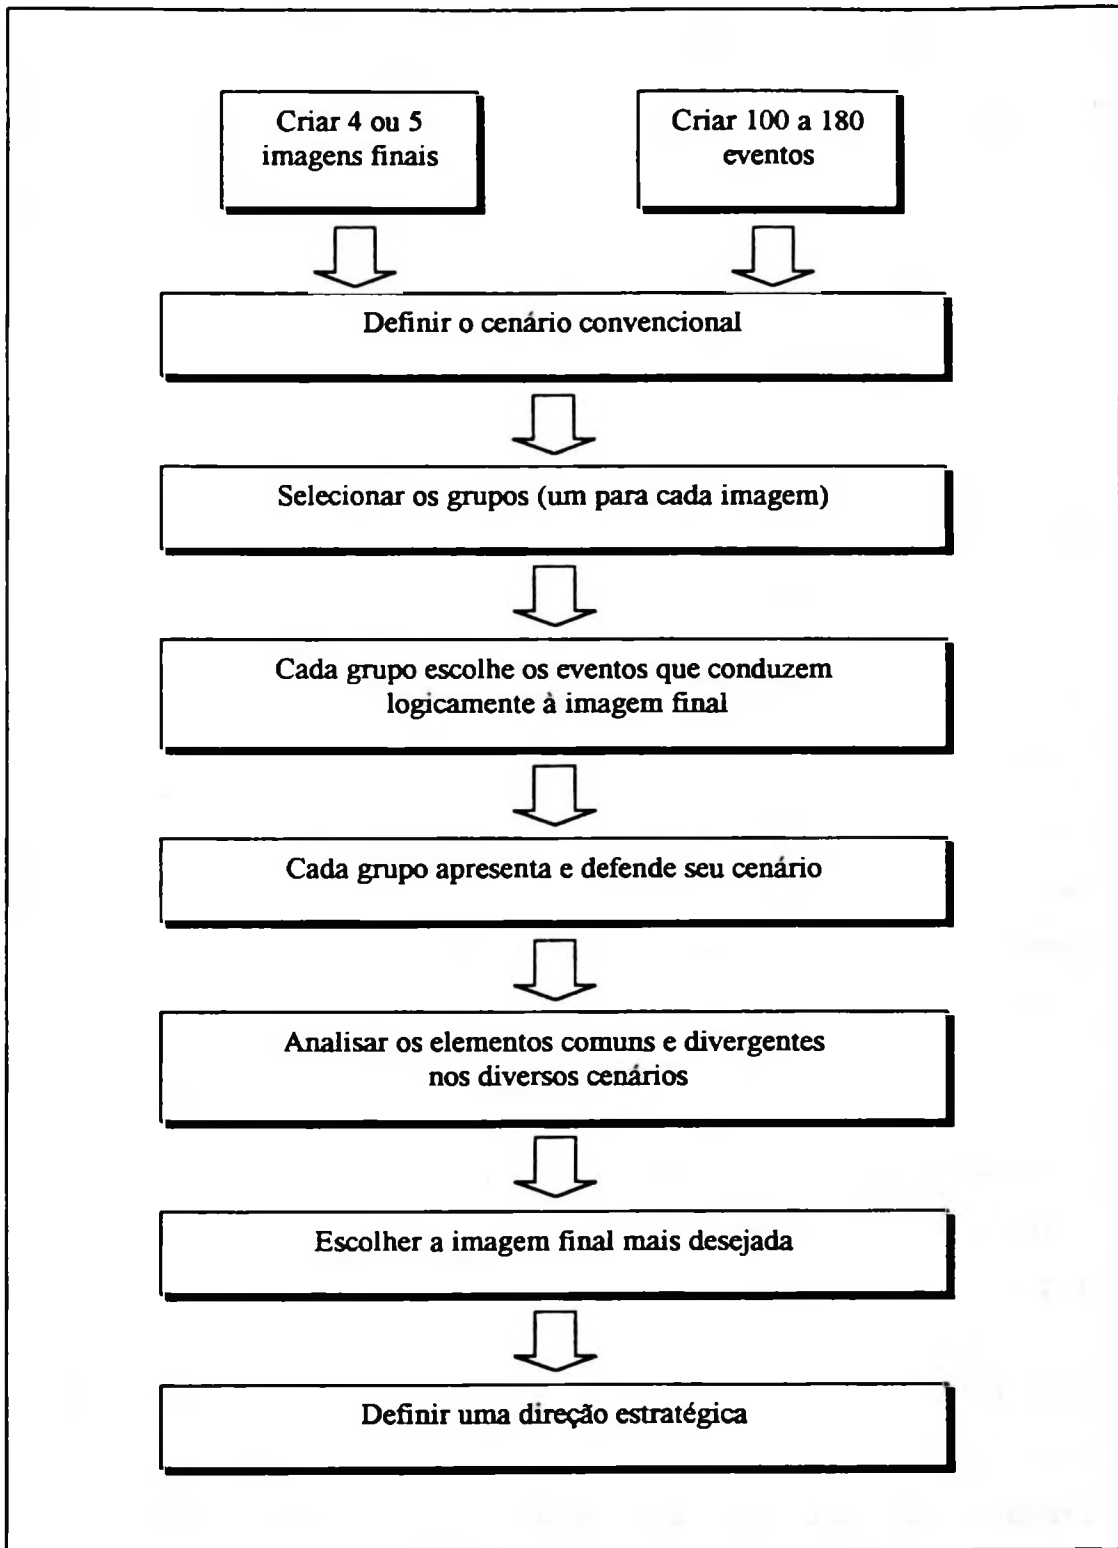 Criar 4 ou 5
imagens finais
Criar 100 a 180
eventos
Definir o cenário convencional
Selecionar os grupos (um para cada imagem)
Cada grupo escolhe os eventos que conduzem
logicamente à imagem final
Cada grupo apresenta e defende seu cenário
Analisar os elementos comuns e divergentes
nos diversos cenários
Escolher a imagem final mais desejada
Definir uma direção estratégica